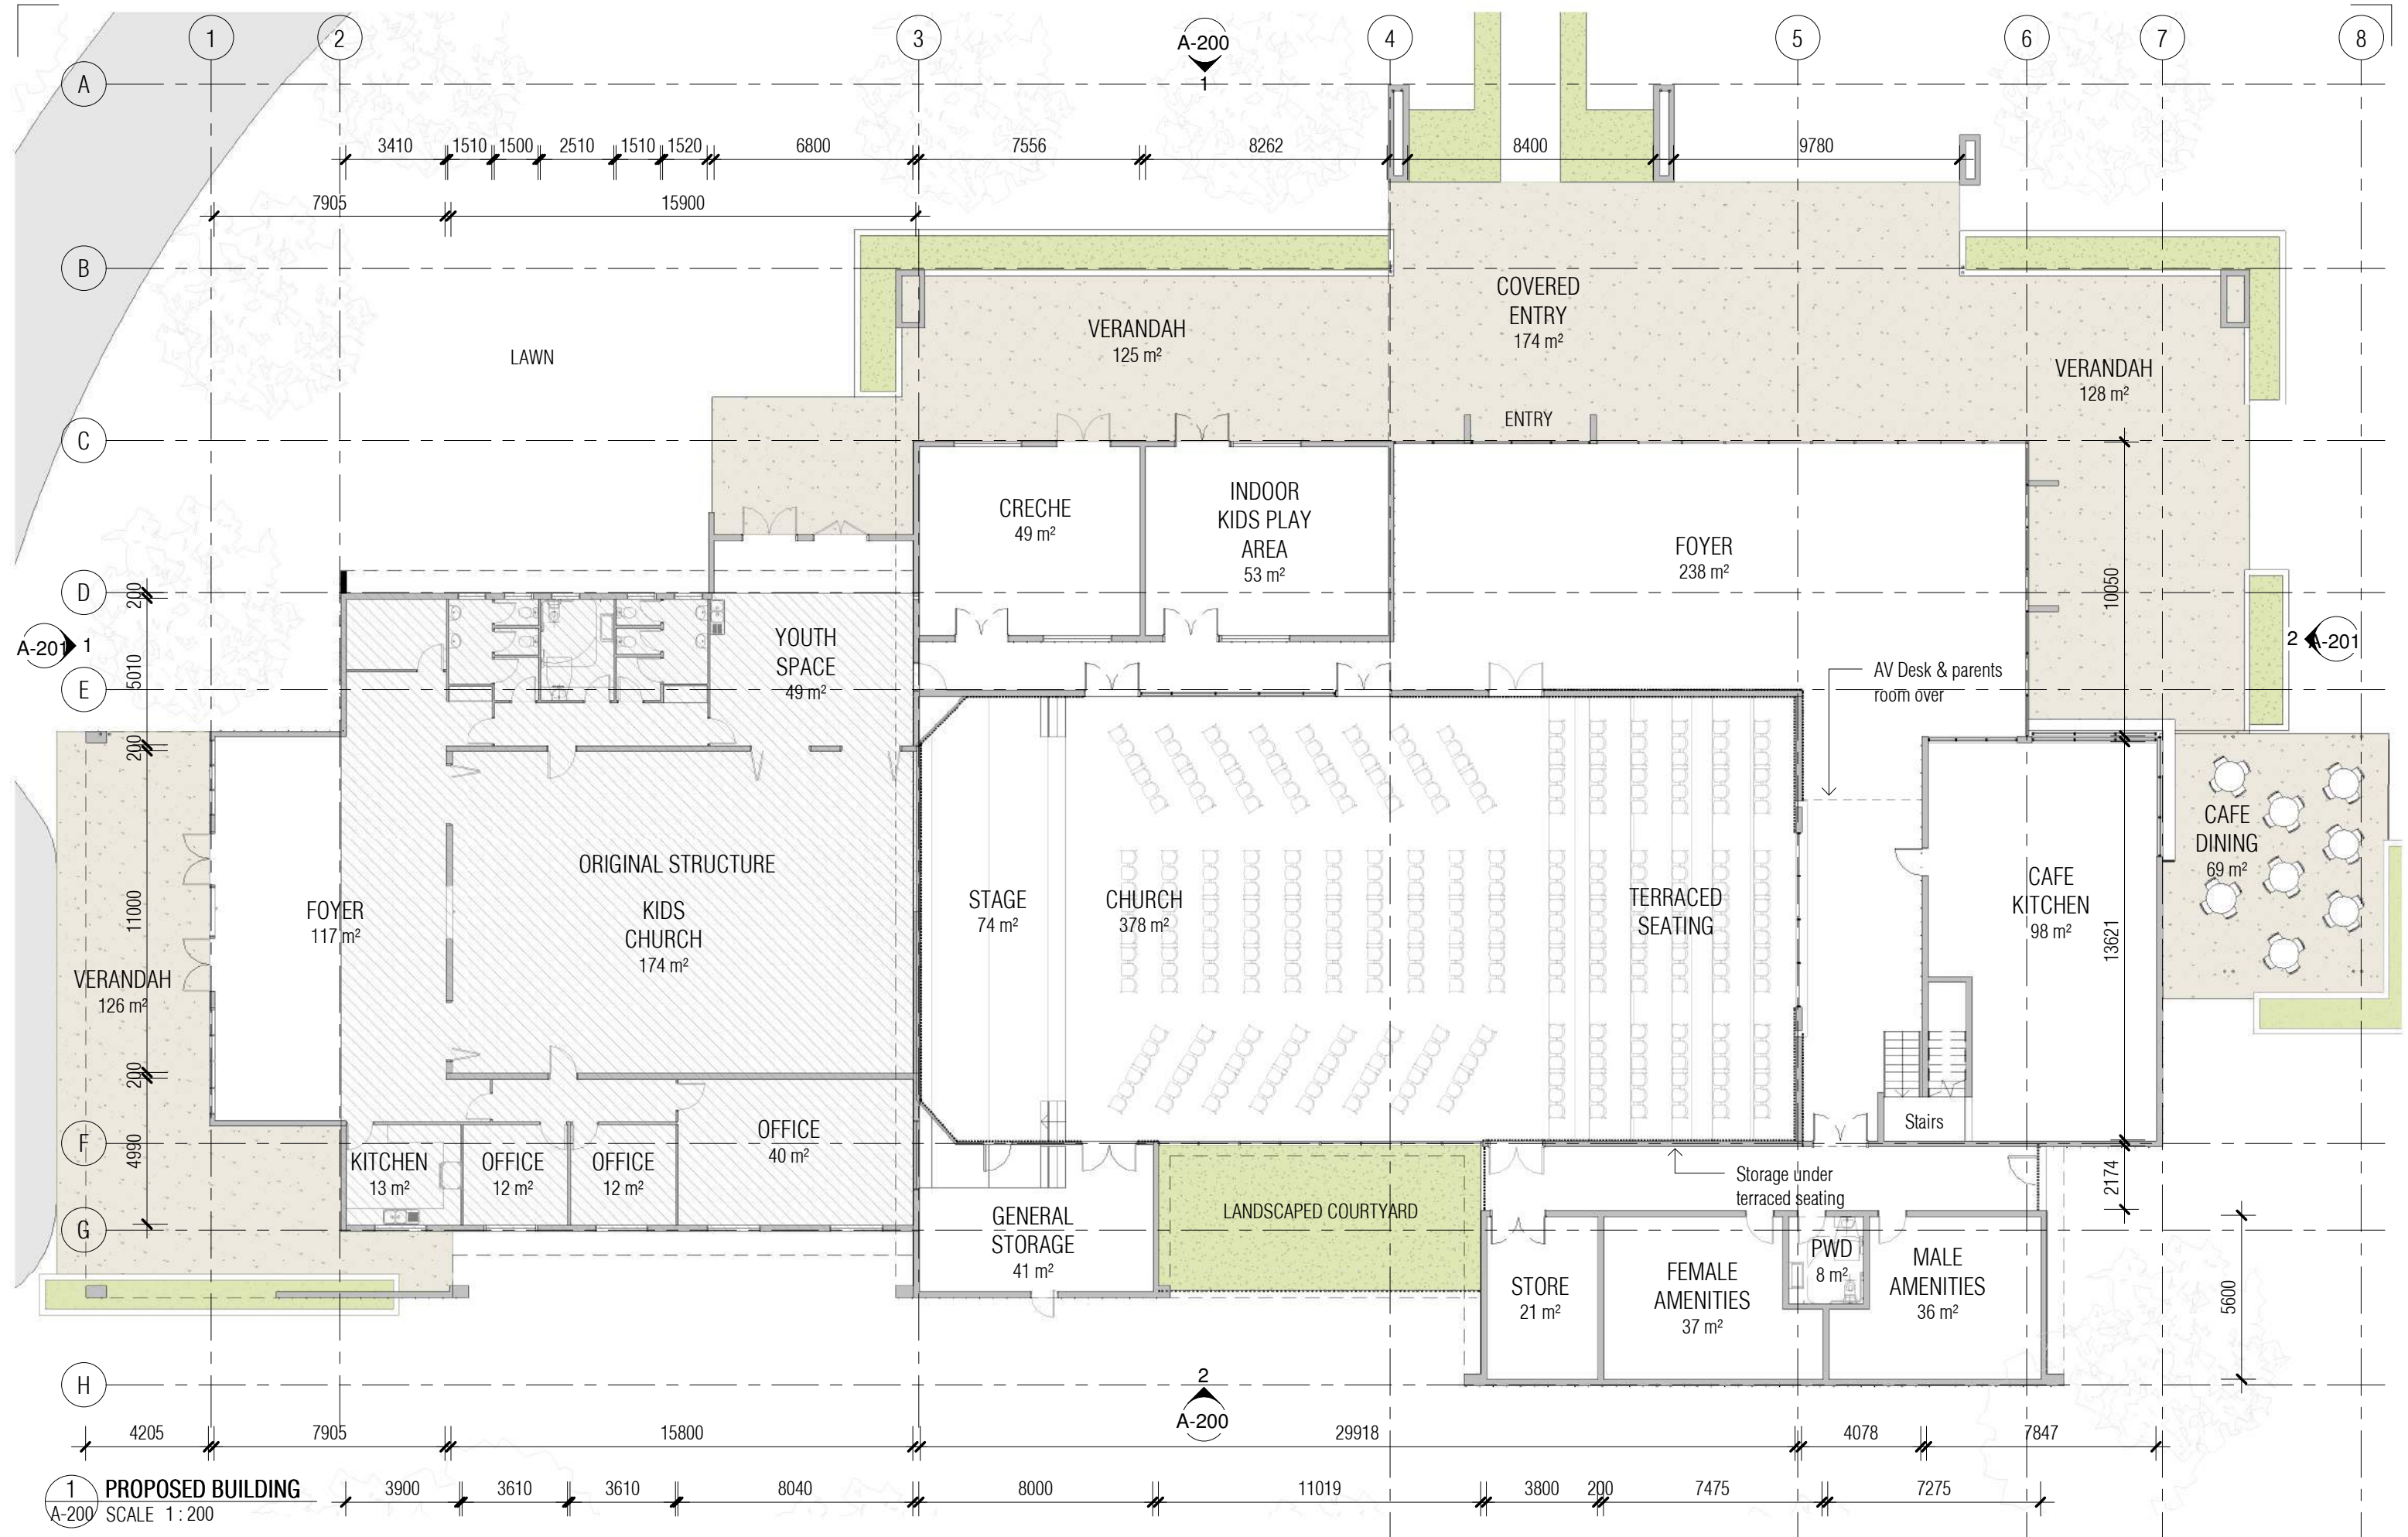 1
2
3
A-200
1
4
5
6
7
8
A
3410
1510
1500
2510
1510
1520
6800
7556
8262
8400
9780
7905
15900
B
COVERED
ENTRY
174 m²
VERANDAH
125 m²
LAWN
VERANDAH
128 m²
ENTRY
C
CRECHE
49 m²
INDOOR
KIDS PLAY
AREA
53 m²
FOYER
238 m²
10050
D
200
A-201
1
5010
YOUTH
SPACE
49 m²
2
A-201
E
AV Desk & parents
room over
200
ORIGINAL STRUCTURE
KIDS
CHURCH
174 m²
FOYER
117 m²
11000
VERANDAH
126 m²
STAGE
74 m²
CHURCH
378 m²
TERRACED
SEATING
CAFE
KITCHEN
98 m²
13621
CAFE
DINING
69 m²
200
Stairs
F
4990
KITCHEN
13 m²
OFFICE
12 m²
OFFICE
12 m²
OFFICE
40 m²
Storage under
terraced seating
2174
GENERAL
STORAGE
41 m²
LANDSCAPED COURTYARD
G
STORE
21 m²
FEMALE
AMENITIES
37 m²
PWD
8 m²
MALE
AMENITIES
36 m²
5600
H
2
A-200
4205
7905
15800
29918
4078
7847
1
A-200
PROPOSED BUILDING
SCALE 1 : 200
3900
3610
3610
8040
8000
11019
3800
200
7475
7275